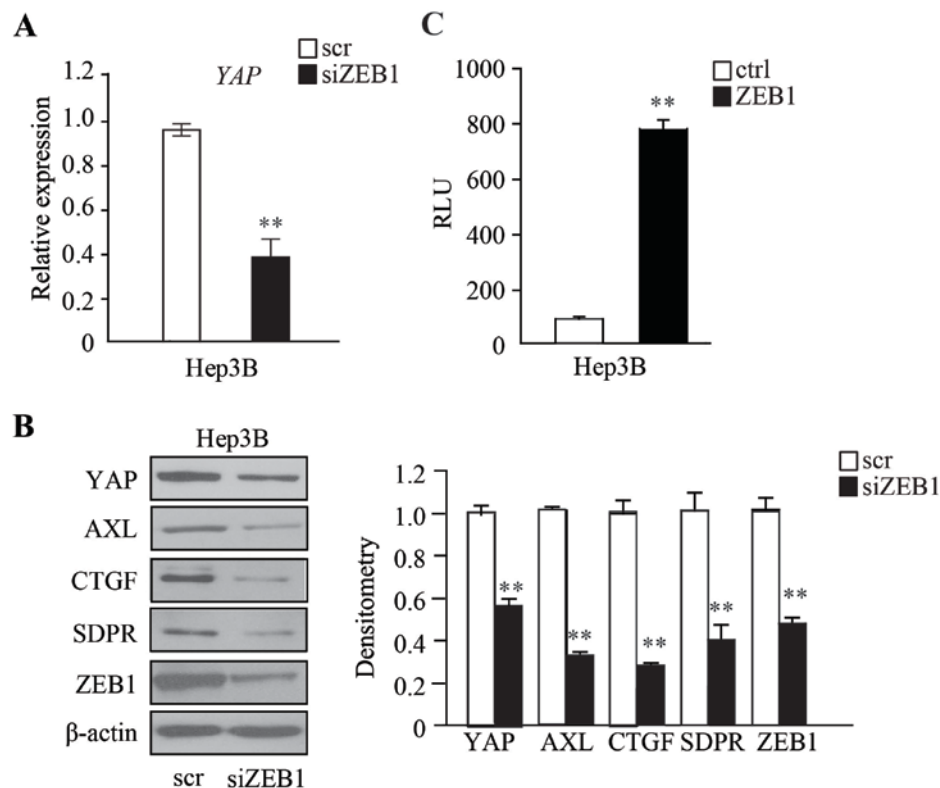 A
scr
siZEB1
YAP
Relative expression
1.2
1.0
0.8
0.6
0.4
0.2
0
**
Hep3B
C
ctrl
ZEB1
RLU
1000
800
600
400
200
0
**
Hep3B
B
Hep3B
YAP
AXL
CTGF
SDPR
ZEB1
β-actin
scr siZEB1
scr
siZEB1
Densitometry
1.2
1.0
0.8
0.6
0.4
0.2
0
** ** ** ** **
YAP AXL CTGF SDPR ZEB1